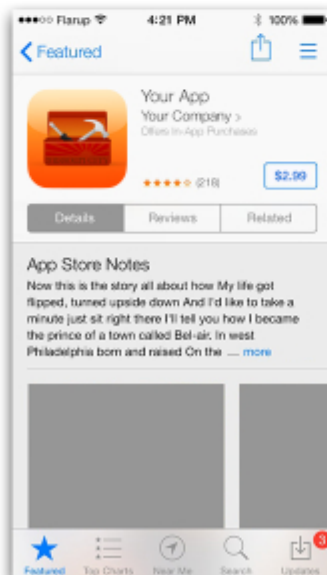 Flarup 4:21 PM 100%
Featured
Your App
Your Company >
Offers In-App Purchases
(218)
$2.99
Details Reviews Related
App Store Notes
Now this is the story all about how My life got
flipped, turned upside down And I'd like to take a
minute just sit right there I'll tell you how I became
the prince of a town called Bel-air. In west
Philadelphia born and raised On the ... more
3
Featured Top Charts Near Me Search Updates